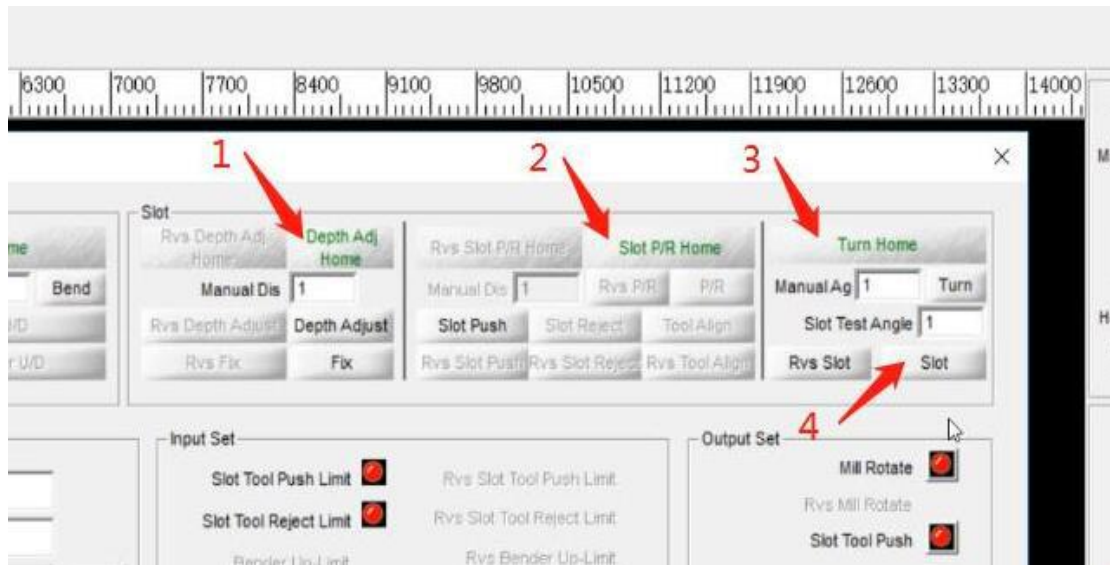 6300 7000 7700 8400 9100 9800 10500 11200 11900 12600 13300 14000
1 2 3
M
Slot
me Rvs Depth Adj Home Depth Adj Home Rvs Slot P/R Home Slot P/R Home Turn Home
Bend Manual Dis 1 Manual Dis 1 Rvs P/R P/R Manual Ag 1 Turn
/D Rvs Depth Adjust Depth Adjust Slot Push Slot Reject Tool Align Slot Test Angle 1
H
r U/D Rvs Fix Fix Rvs Slot Push Rvs Slot Reject Rvs Tool Align Rvs Slot Slot
4
Input Set Output Set
Slot Tool Push Limit Rvs Slot Tool Push Limit Mill Rotate
Slot Tool Reject Limit Rvs Slot Tool Reject Limit Rvs Mill Rotate
Bender Up-Limit Rvs Bender Up-Limit Slot Tool Push